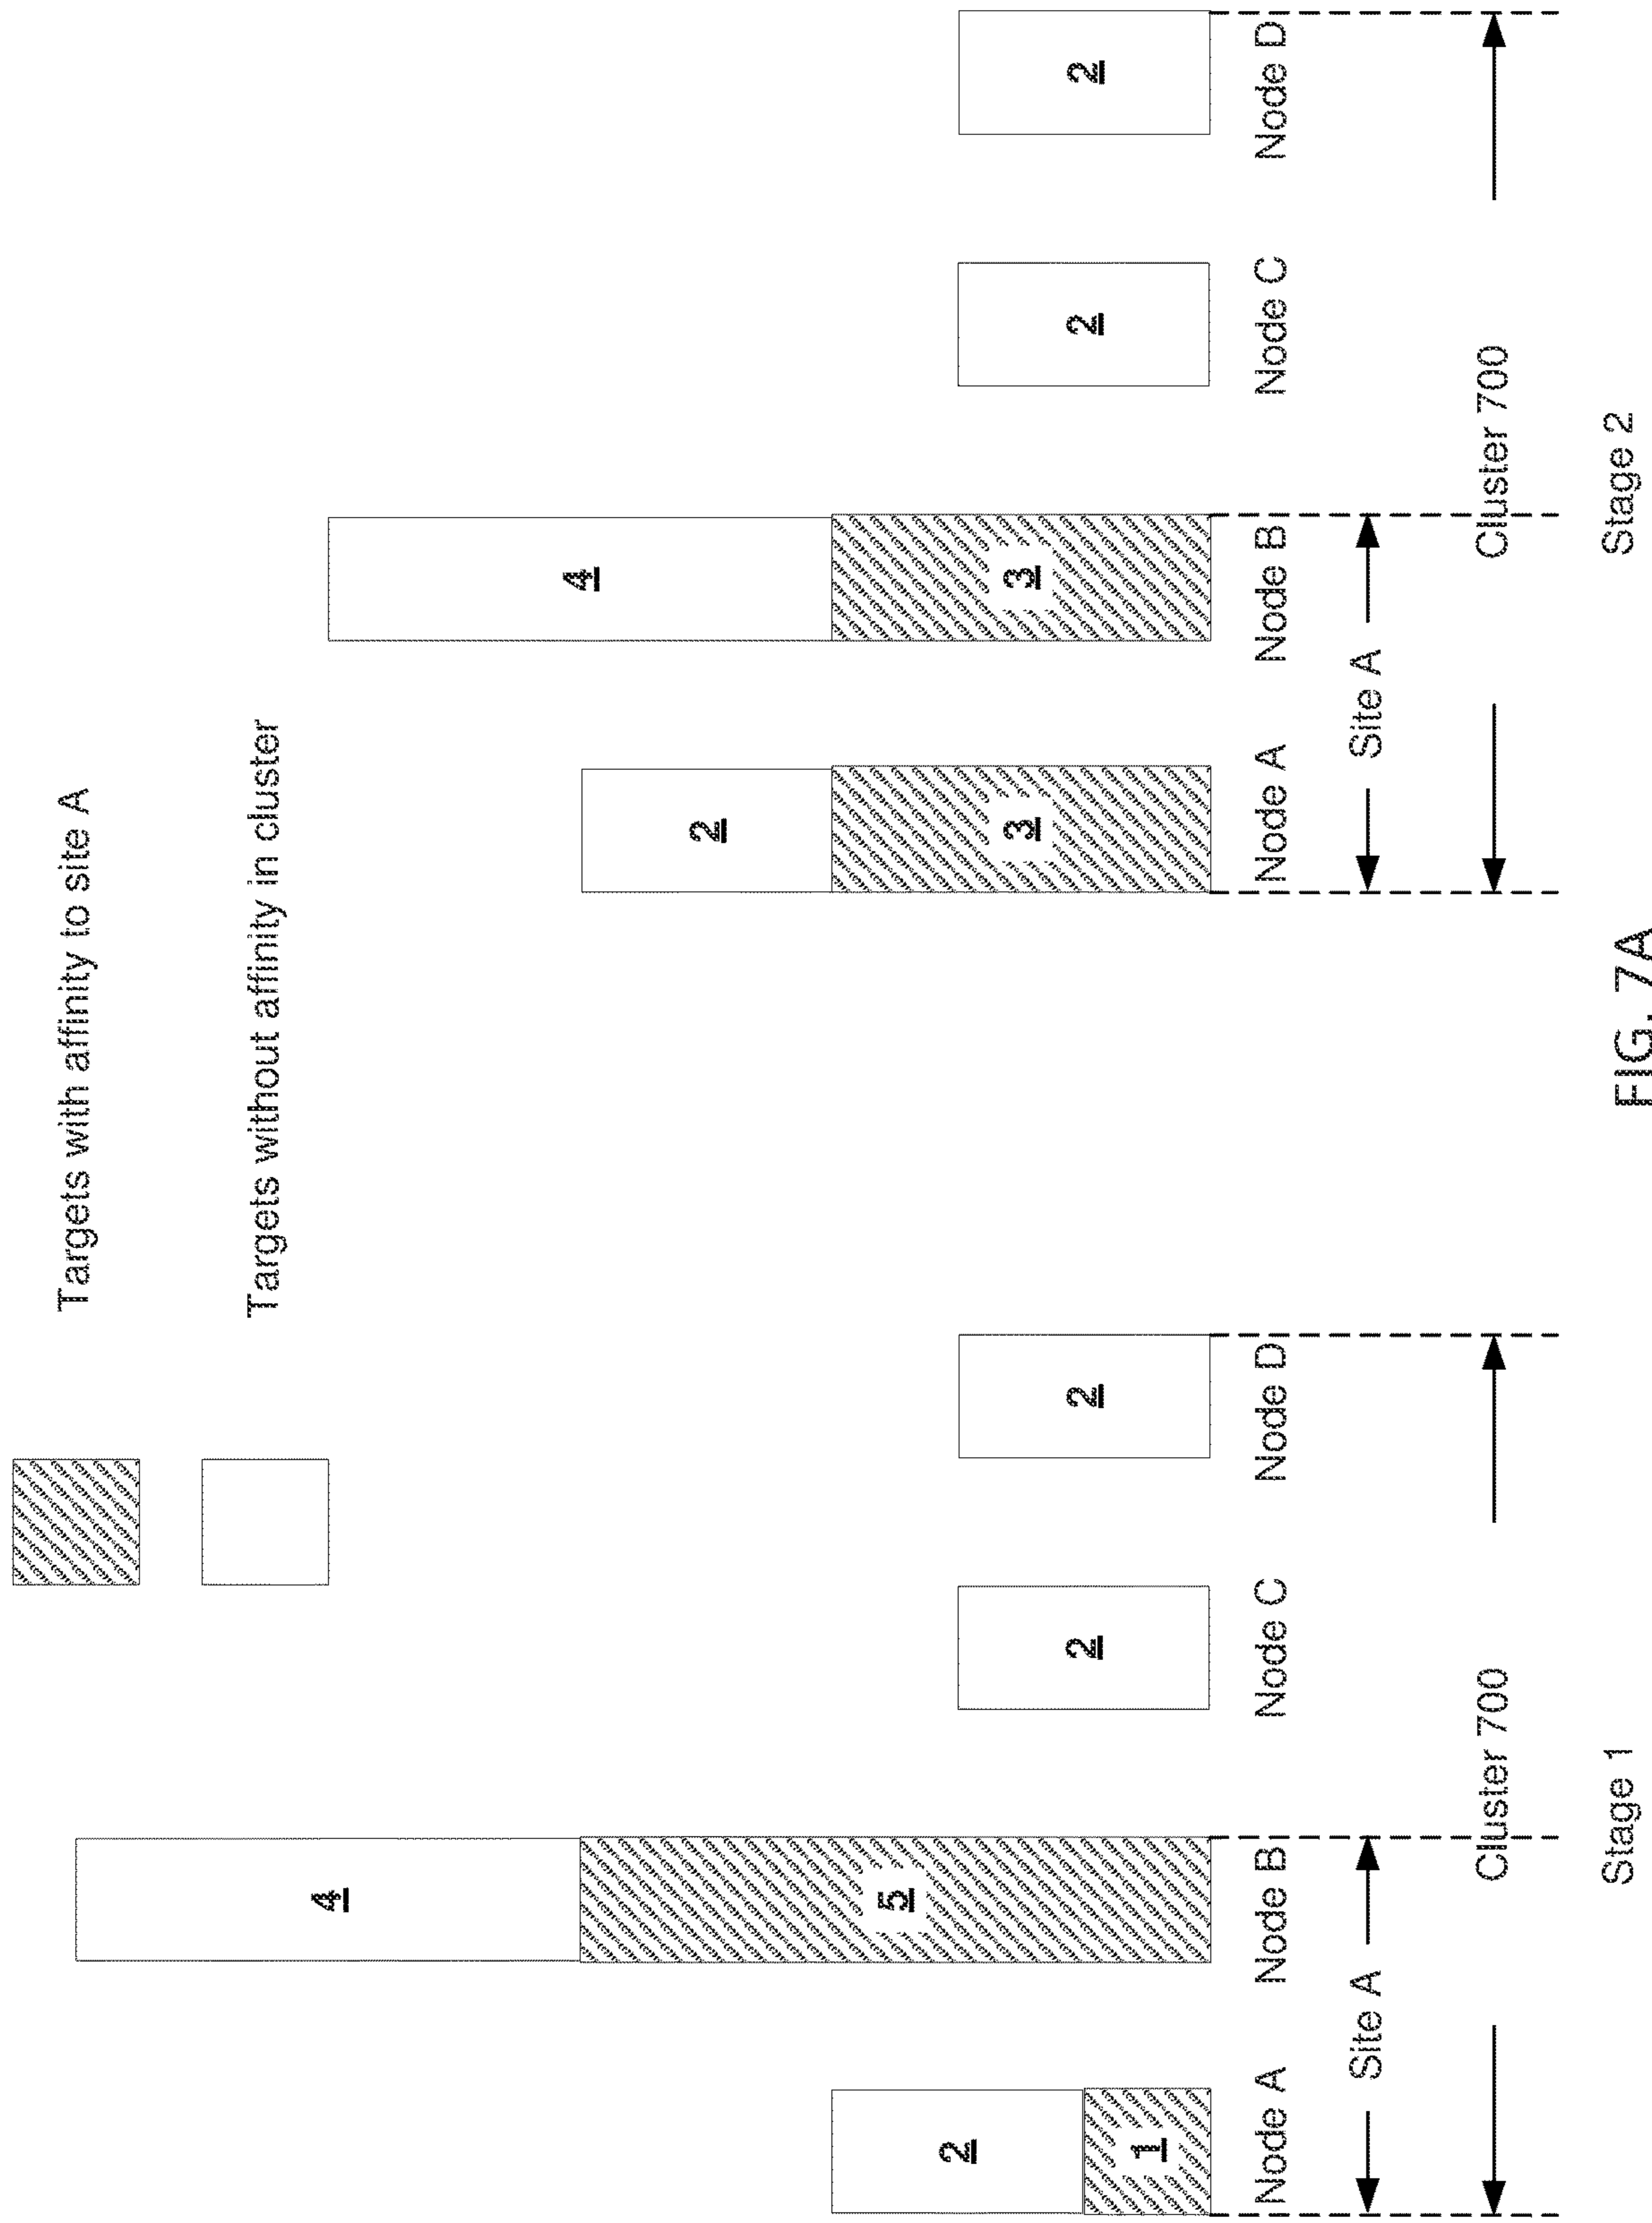 Targets with affinity to site A
Targets without affinity in cluster
4
5
2
1
2
2
Node A
Node B
Node C
Node D
Site A
Cluster 700
Stage 1
4
2
3
3
2
2
Node A
Node B
Node C
Node D
Site A
Cluster 700
Stage 2
FIG. 7A